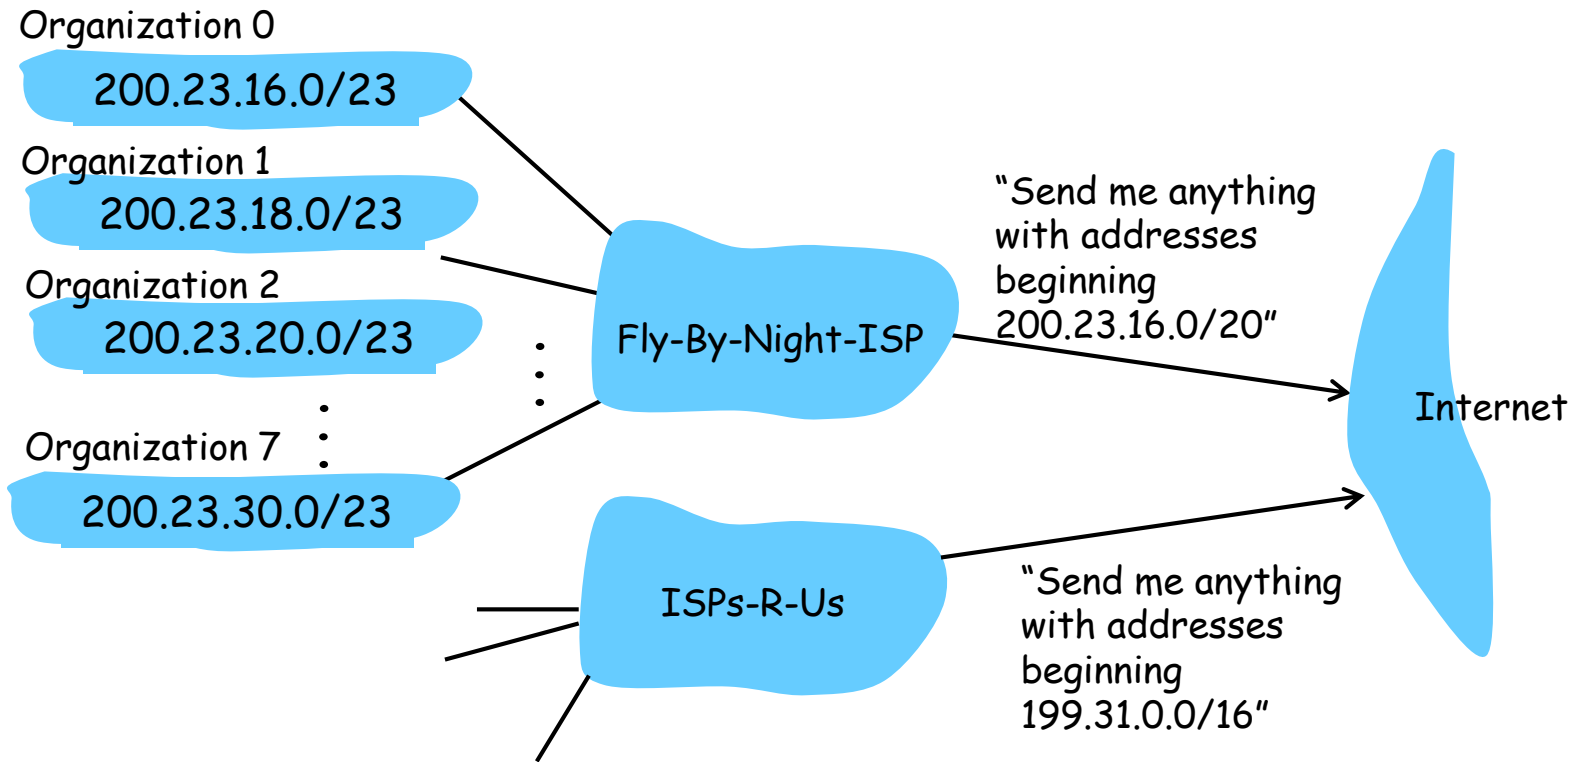 Organization 0
200.23.16.0/23
Organization 1
200.23.18.0/23
Organization 2
200.23.20.0/23
Organization 7
200.23.30.0/23
Fly-By-Night-ISP
“Send me anything
with addresses
beginning
200.23.16.0/20”
Internet
ISPs-R-Us
“Send me anything
with addresses
beginning
199.31.0.0/16”